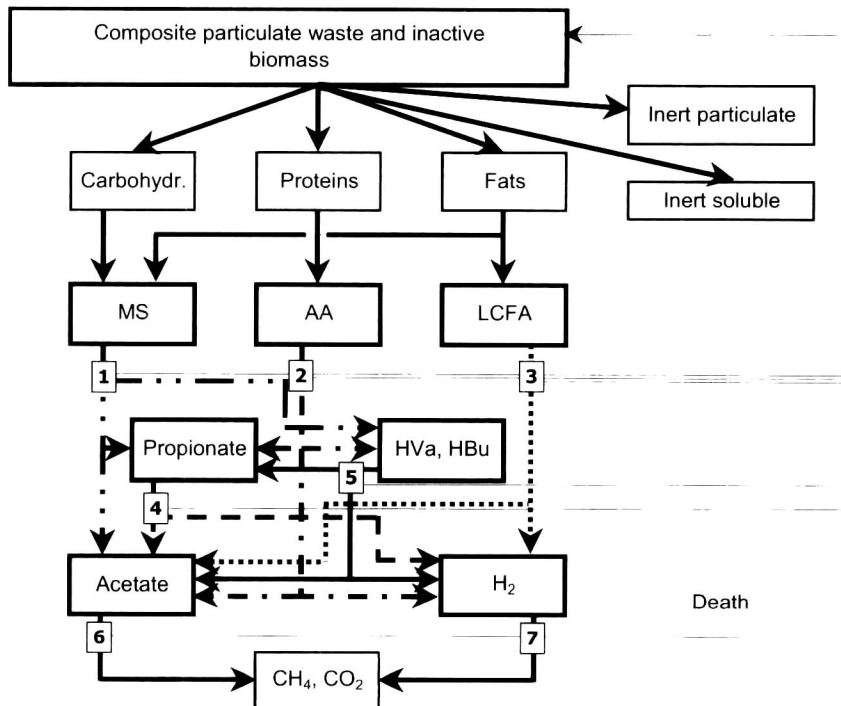 Composite particulate waste and inactive
biomass
Inert particulate
Carbohydr.
Proteins
Fats
Inert soluble
MS
AA
LCFA
1
2
3
Propionate
HVa, HBu
5
4
Acetate
H₂
Death
6
7
CH₄, CO₂